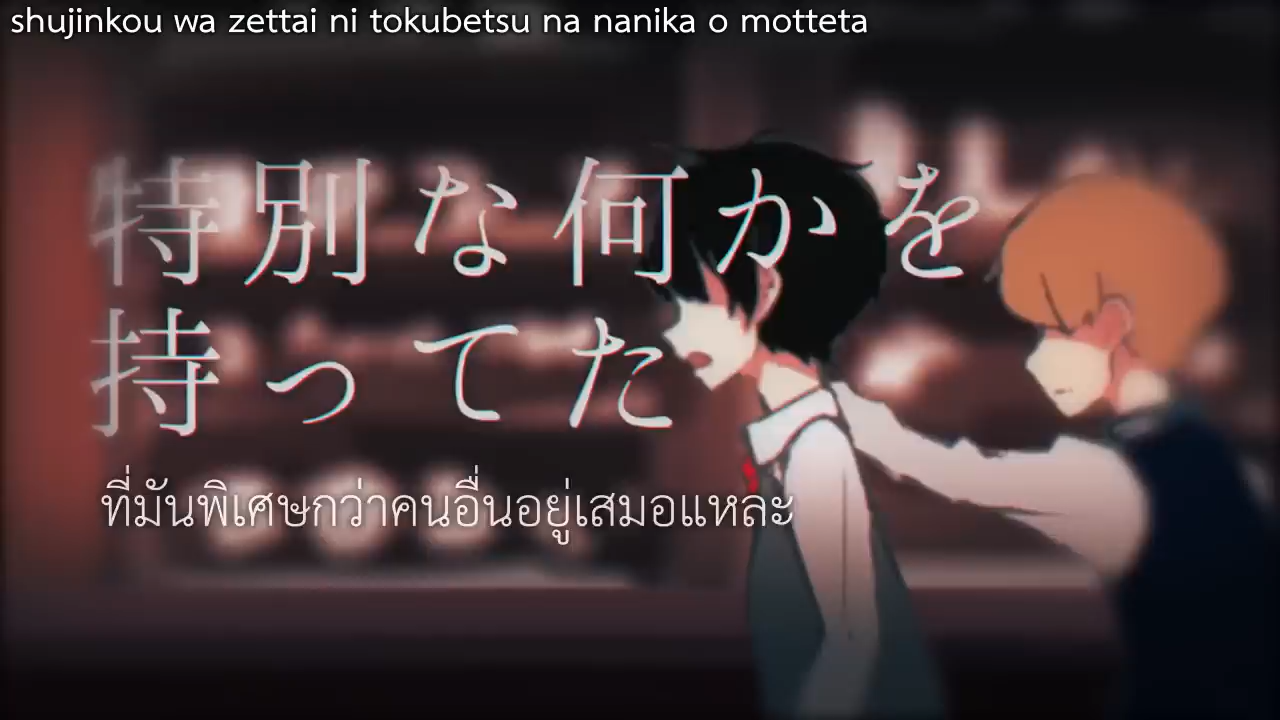 shujinkou wa zettai ni tokubetsu na nanika o motteta
特別な何かを
持ってた
ที่มันพิเศษกว่าคนอื่นอยู่เสมอแหละ